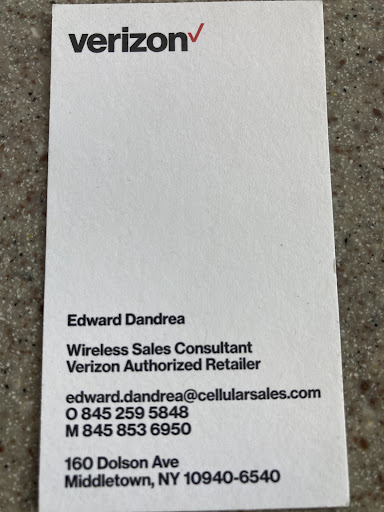 verizon✓
Edward Dandrea
Wireless Sales Consultant
Verizon Authorized Retailer
edward.dandrea@cellularsales.com
O 845 259 5848
M 845 853 6950
160 Dolson Ave
Middletown, NY 10940-6540